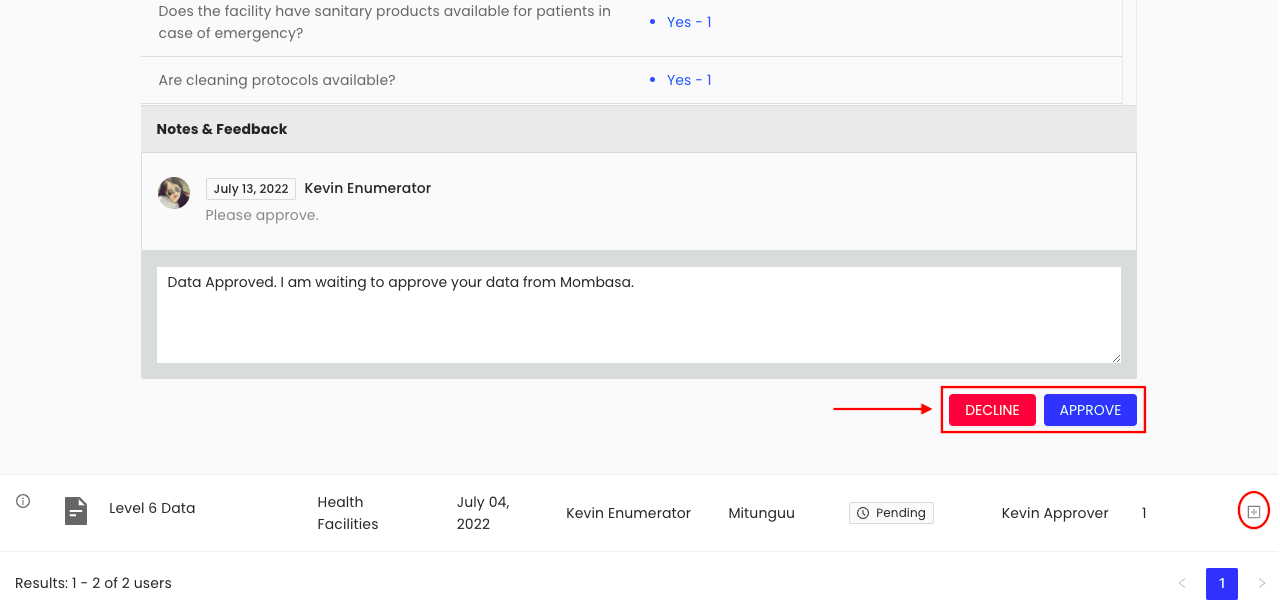 Does the facility have sanitary products available for patients in
case of emergency?
• Yes - 1
Are cleaning protocols available?
• Yes - 1
Notes & Feedback
July 13, 2022 Kevin Enumerator
Please approve.
Data Approved. I am waiting to approve your data from Mombasa.
DECLINE APPROVE
Level 6 Data
Health
Facilities
July 04,
2022
Kevin Enumerator
Mitunguu
Pending
Kevin Approver
1
Results: 1 - 2 of 2 users
< 1 >